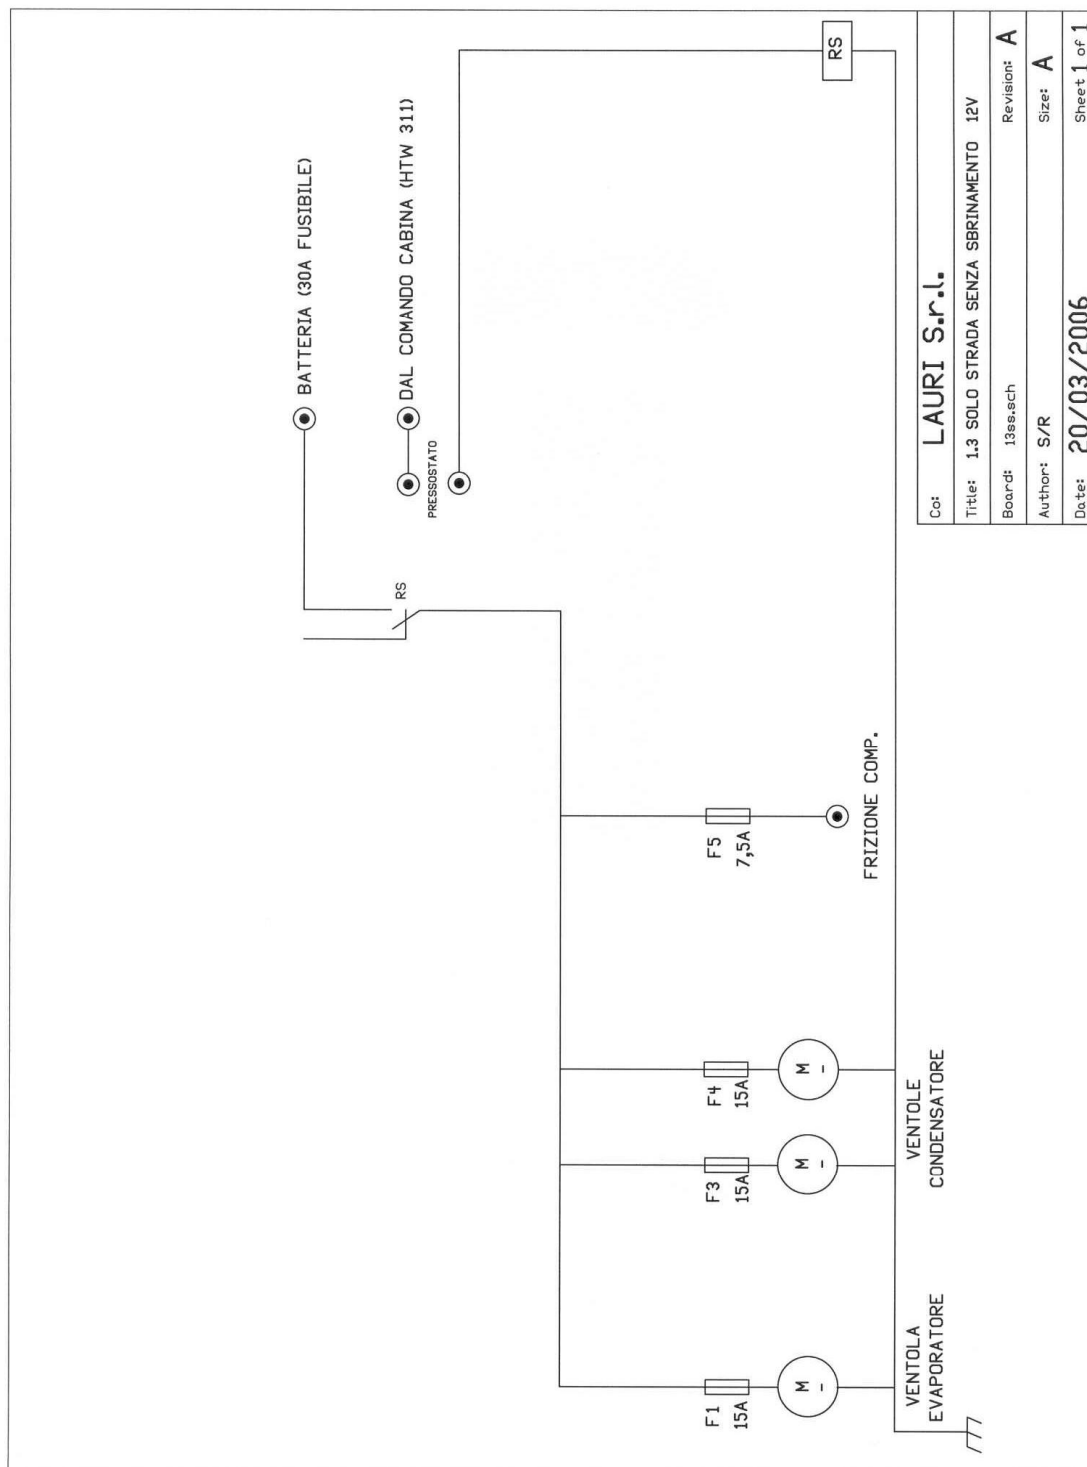 BATTERIA (30A FUSIBILE)
DAL COMANDO CABINA (HTW 311)
PRESSOSTATO
RS
RS
F5
7,5A
FRIZIONE COMP.
F4
15A
M
-
F3
15A
M
-
VENTOLE
CONDENSATORE
F1
15A
M
-
VENTOLA
EVAPORATORE
Co: LAURI S.r.l.
Title: 1.3 SOLO STRADA SENZA SBRINAMENTO 12V
Board: 13ss.sch Revision: A
Author: S/R Size: A
Date: 20/03/2006 Sheet 1 of 1